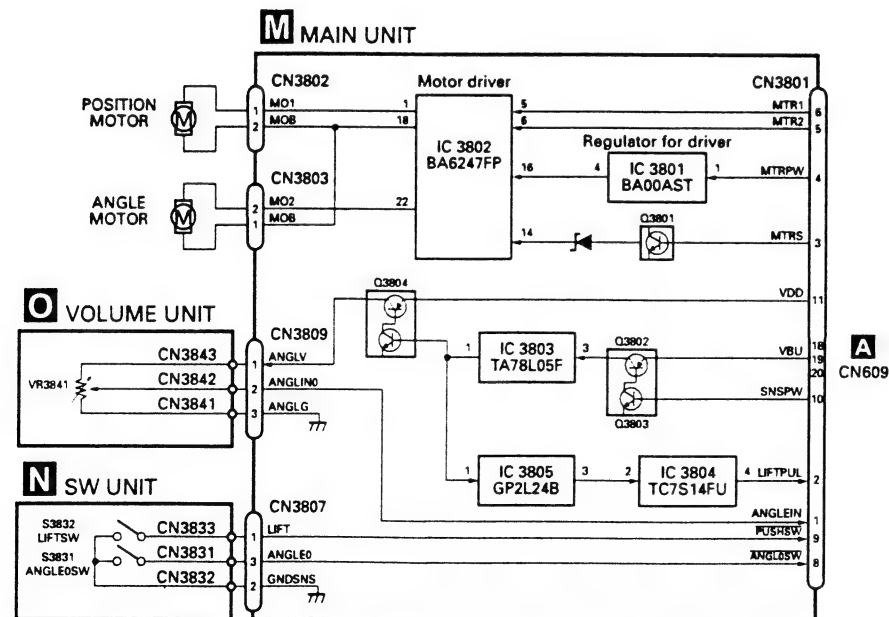 M MAIN UNIT
CN3802
Motor driver
CN3801
POSITION
MOTOR
M
1 MO1 1
2 MOB 18
5 MTR1 6
6 MTR2 5
IC 3802
BA6247FP
Regulator for driver
16
4
IC 3801
BA00AST
1 MTRPW 4
CN3803
ANGLE
MOTOR
M
2 MO2 22
1 MOB
14
Q3801
MTRS 3
Q3804
VDD 11
O VOLUME UNIT
CN3809
CN3843 1 ANGLV
VR3841
CN3842 2 ANGLIN0
CN3841 3 ANGLG
1
IC 3803
TA78L05F
3
Q3802
Q3803
VBU
18
19
20
SNSPW 10
A
CN609
1
IC 3805
GP2L24B
3
2
IC 3804
TC7S14FU
4 LIFTPUL 2
N SW UNIT
CN3807
ANGLEIN 1
S3832
LIFTSW
CN3833 1 LIFT
PUSHSW 9
S3831
ANGLE0SW
CN3831 3 ANGLE0
ANGL0SW 8
CN3832 2 GNDSNS